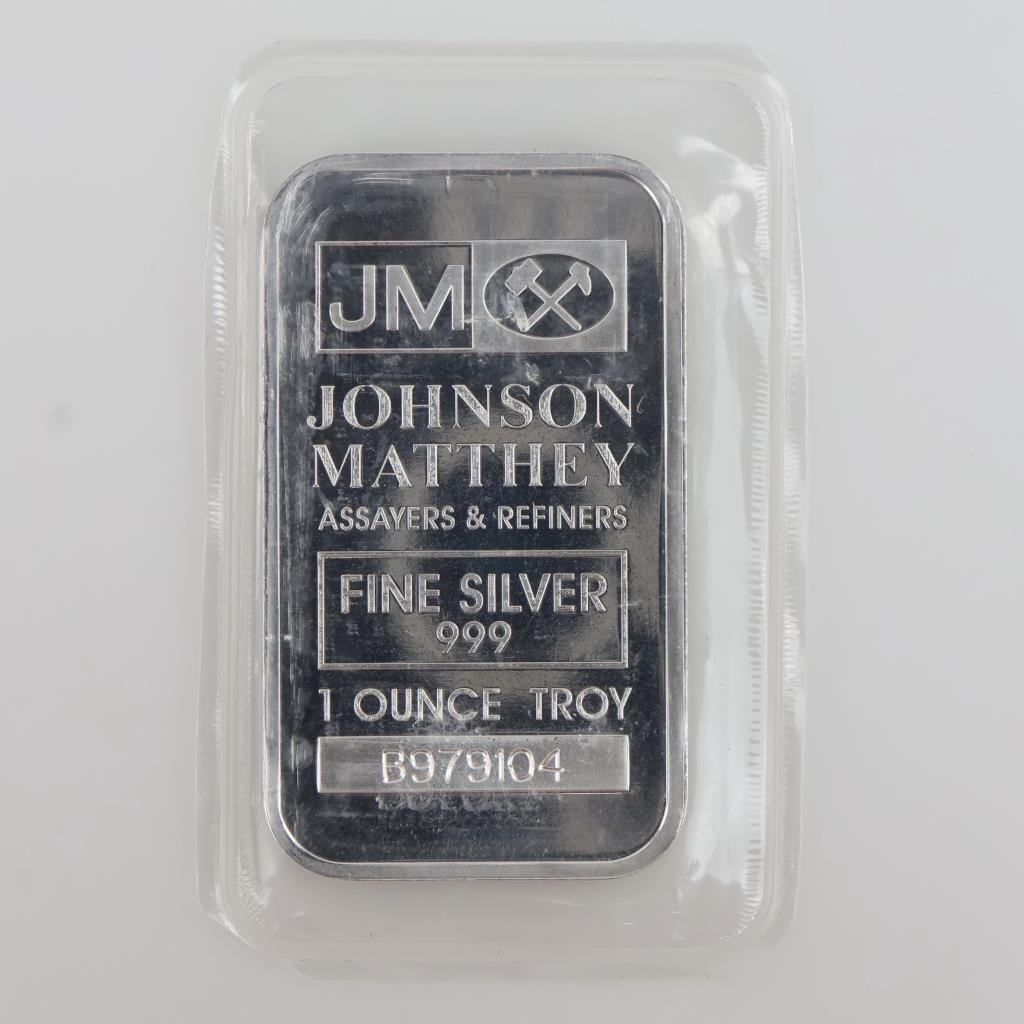 JM
JOHNSON
MATTHEY
ASSAYERS & REFINERS
FINE SILVER
999
1 OUNCE TROY
B979104